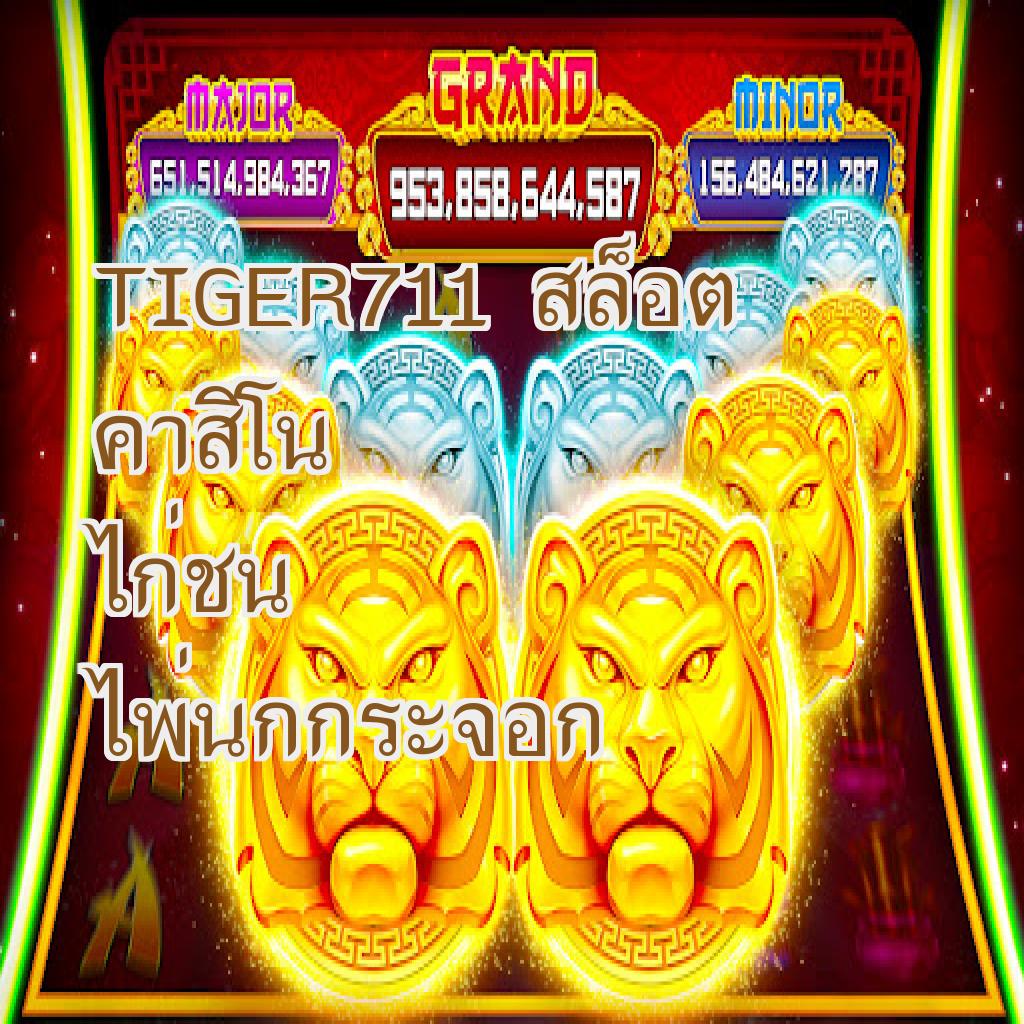 MAJOR GRAND MINOR
651,514,984,367 953,858,644,587 156,484,621,287
TIGER711 สล็อต
คาสิโน
ไก่ชน
ไพ่นกกระจอก
A
A